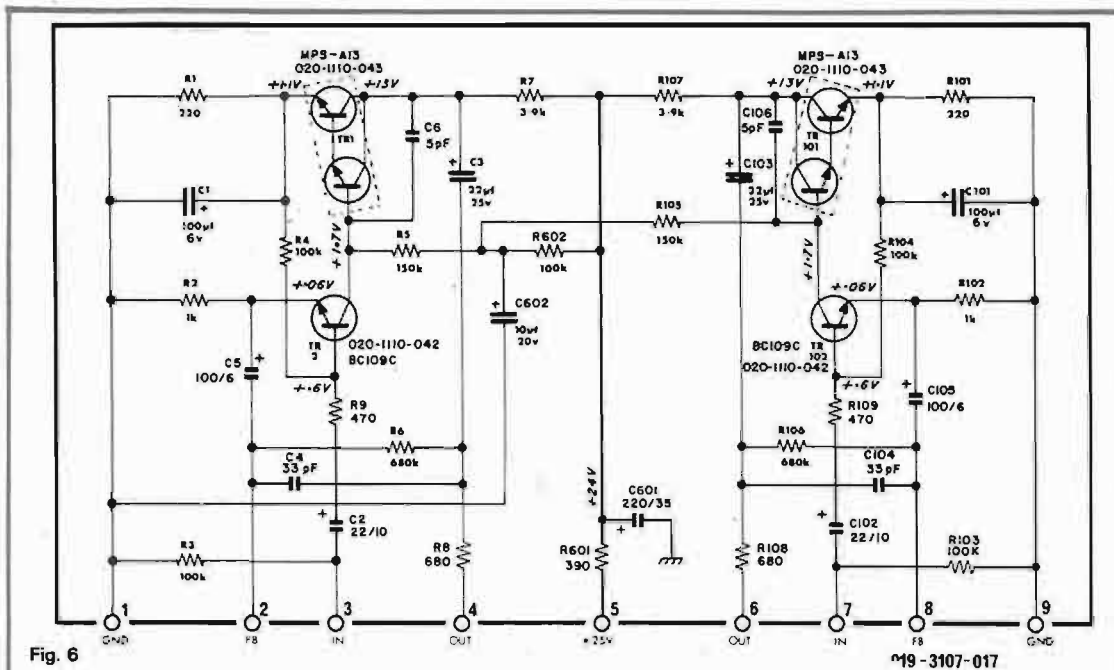 MPS-A13
020-1110-043
R1
220
+1.1V
+13V
TR1
C6
5pF
C3
22µf
25v
R7
3·9k
R107
3·9k
MPS-A13
020-1110-043
+13V
+1.1V
R101
220
C106
5pF
TR
101
C103
22µf
25v
C1
100µf
6v
R4
100k
+1.7V
R5
150k
R602
100k
R105
150k
+1.7V
R104
100k
C101
100µf
6v
R2
1k
+.06V
TR
2
020-1110-042
BC109C
C602
10µf
20v
+.06V
TR
102
BC109C
020-1110-042
R102
1k
C5
100/6
+.6V
R9
470
R6
680k
C4
33pF
+.6V
R109
470
C105
100/6
R106
680k
C104
33pF
+24V
C601
220/35
C2
22/10
C102
22/10
R3
100k
R8
680
R601
390
R108
680
R103
100K
1
2
3
4
5
6
7
8
9
GND
FB
IN
OUT
+25V
OUT
IN
FB
GND
Fig. 6
19-3107-017